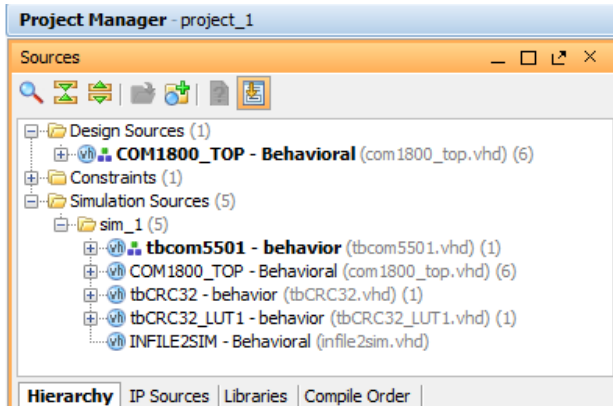 Project Manager - project_1
Sources
Design Sources (1)
COM1800_TOP - Behavioral (com1800_top.vhd) (6)
Constraints (1)
Simulation Sources (5)
sim_1 (5)
tbcom5501 - behavior (tbcom5501.vhd) (1)
COM1800_TOP - Behavioral (com1800_top.vhd) (6)
tbCRC32 - behavior (tbCRC32.vhd) (1)
tbCRC32_LUT1 - behavior (tbCRC32_LUT1.vhd) (1)
INFILE2SIM - Behavioral (infile2sim.vhd)
Hierarchy IP Sources Libraries Compile Order